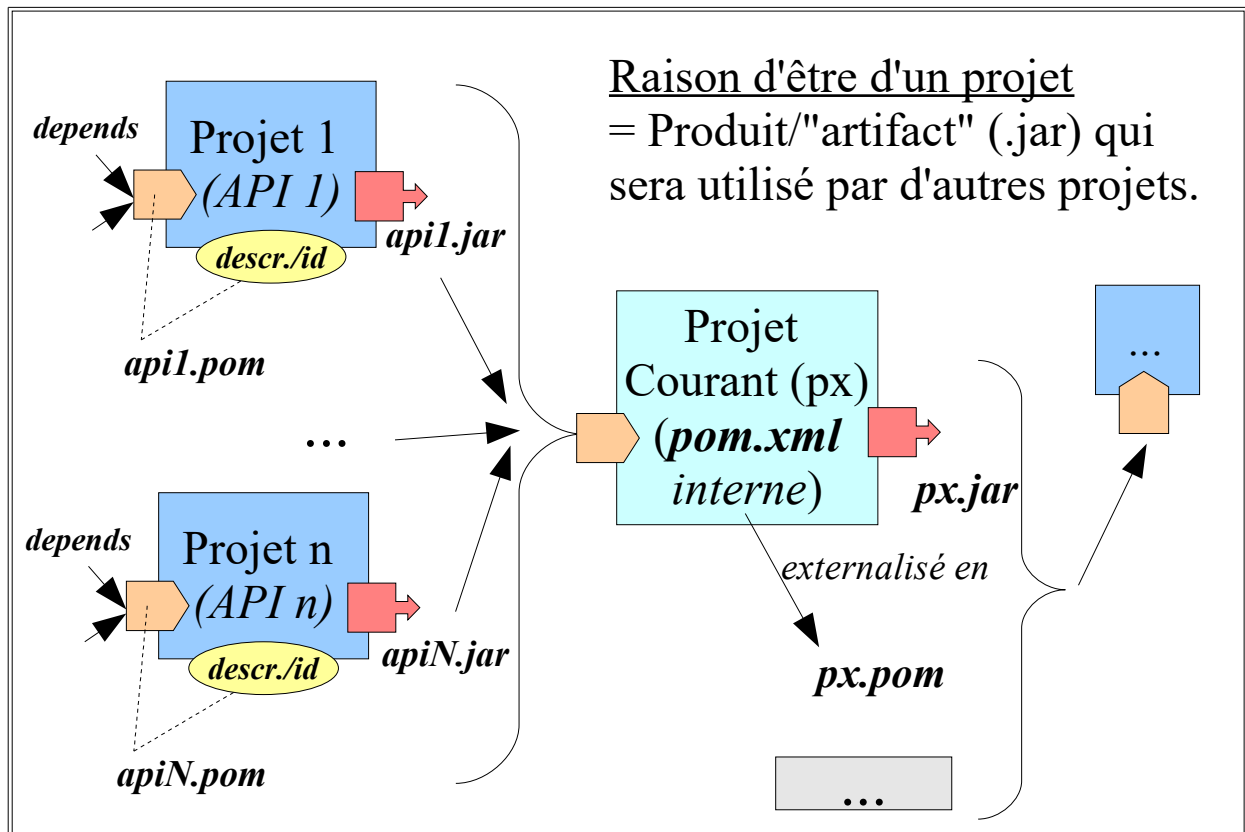 Raison d'être d'un projet
= Produit/"artifact" (.jar) qui
sera utilisé par d'autres projets.
depends
Projet 1
(API 1)
api1.jar
descr./id
api1.pom
...
Projet
Courant (px)
(pom.xml
interne)
px.jar
...
externalisé en
px.pom
depends
Projet n
(API n)
apiN.jar
descr./id
apiN.pom
...